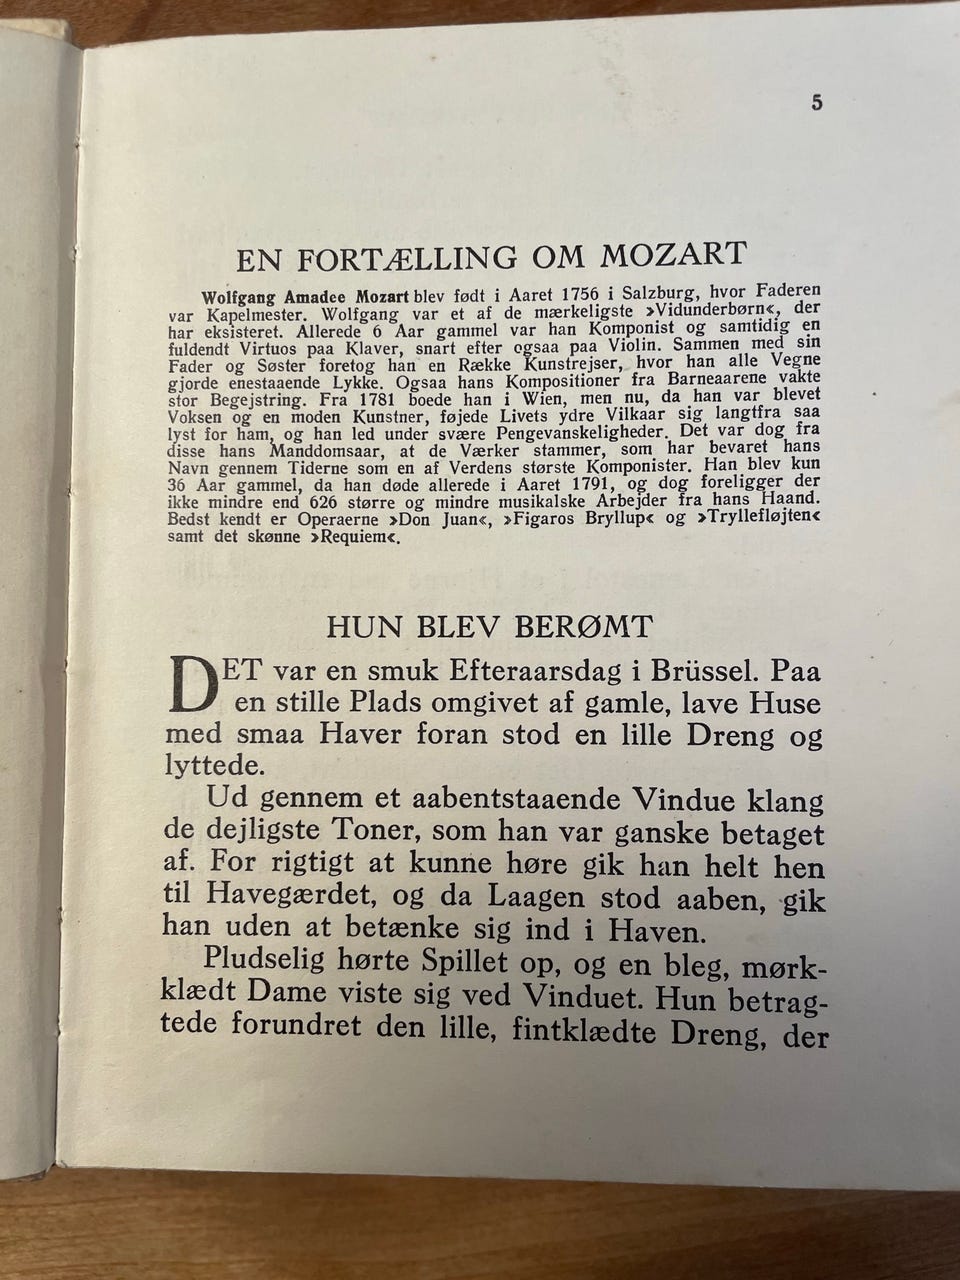 5
EN FORTÆLLING OM MOZART
Wolfgang Amadee Mozart blev født i Aaret 1756 i Salzburg, hvor Faderen
var Kapelmester. Wolfgang var et af de mærkeligste »Vidunderbørn«, der
har eksisteret. Allerede 6 Aar gammel var han Komponist og samtidig en
fuldendt Virtuos paa Klaver, snart efter ogsaa paa Violin. Sammen med sin
Fader og Søster foretog han en Række Kunstrejser, hvor han alle Vegne
gjorde enestaaende Lykke. Ogsaa hans Kompositioner fra Barneaarene vakte
stor Begejstring. Fra 1781 boede han i Wien, men nu, da han var blevet
Voksen og en moden Kunstner, føjede Livets ydre Vilkaar sig langtfra saa
lyst for ham, og han led under svære Pengevanskeligheder. Det var dog fra
disse hans Manddomsaar, at de Værker stammer, som har bevaret hans
Navn gennem Tiderne som en af Verdens største Komponister. Han blev kun
36 Aar gammel, da han døde allerede i Aaret 1791, og dog foreligger der
ikke mindre end 626 større og mindre musikalske Arbejder fra hans Haand.
Bedst kendt er Operaerne »Don Juan«, »Figaros Bryllup« og »Tryllefløjten«
samt det skønne »Requiem«.
HUN BLEV BERØMT
DET var en smuk Efteraarsdag i Brüssel. Paa
en stille Plads omgivet af gamle, lave Huse
med smaa Haver foran stod en lille Dreng og
lyttede.
Ud gennem et aabentstaaende Vindue klang
de dejligste Toner, som han var ganske betaget
af. For rigtigt at kunne høre gik han helt hen
til Havegærdet, og da Laagen stod aaben, gik
han uden at betænke sig ind i Haven.
Pludselig hørte Spillet op, og en bleg, mørk-
klædt Dame viste sig ved Vinduet. Hun betrag-
tede forundret den lille, fintklædte Dreng, der